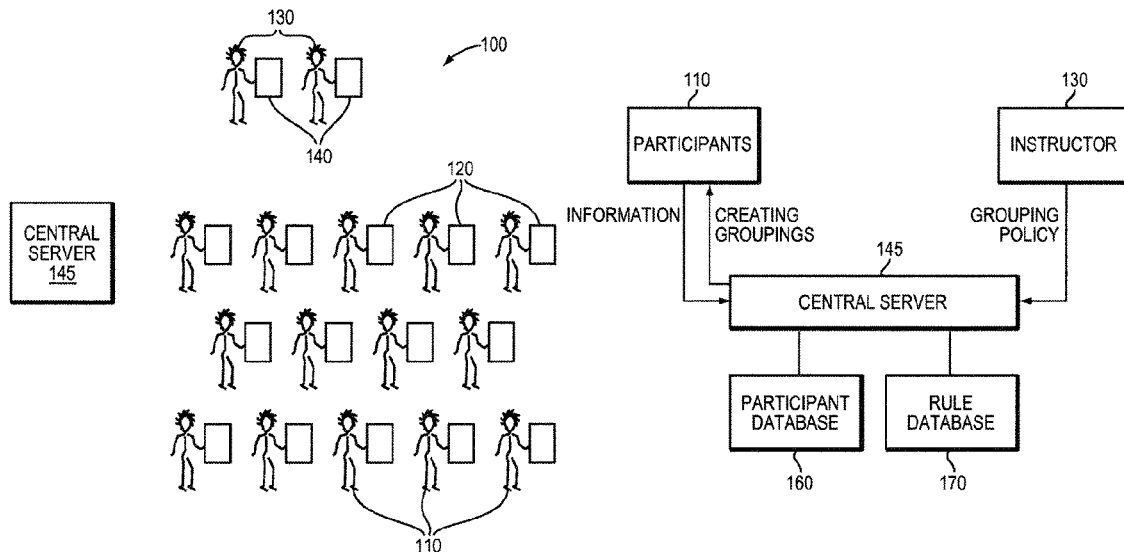 130
100
140
120
CENTRAL
SERVER
145
110
110
PARTICIPANTS
130
INSTRUCTOR
INFORMATION
CREATING
GROUPINGS
GROUPING
POLICY
145
CENTRAL SERVER
PARTICIPANT
DATABASE
160
RULE
DATABASE
170